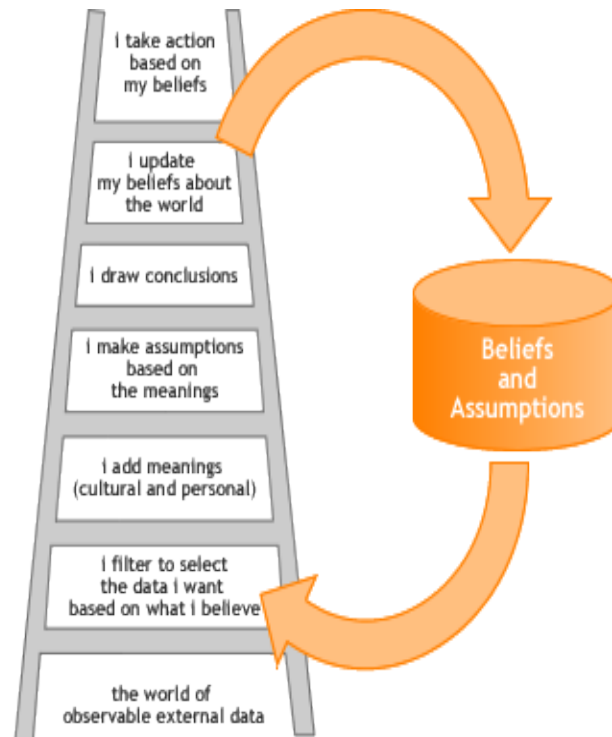 i take action
based on
my beliefs
i update
my beliefs about
the world
i draw conclusions
i make assumptions
based on
the meanings
i add meanings
(cultural and personal)
i filter to select
the data i want
based on what i believe
the world of
observable external data
Beliefs
and
Assumptions